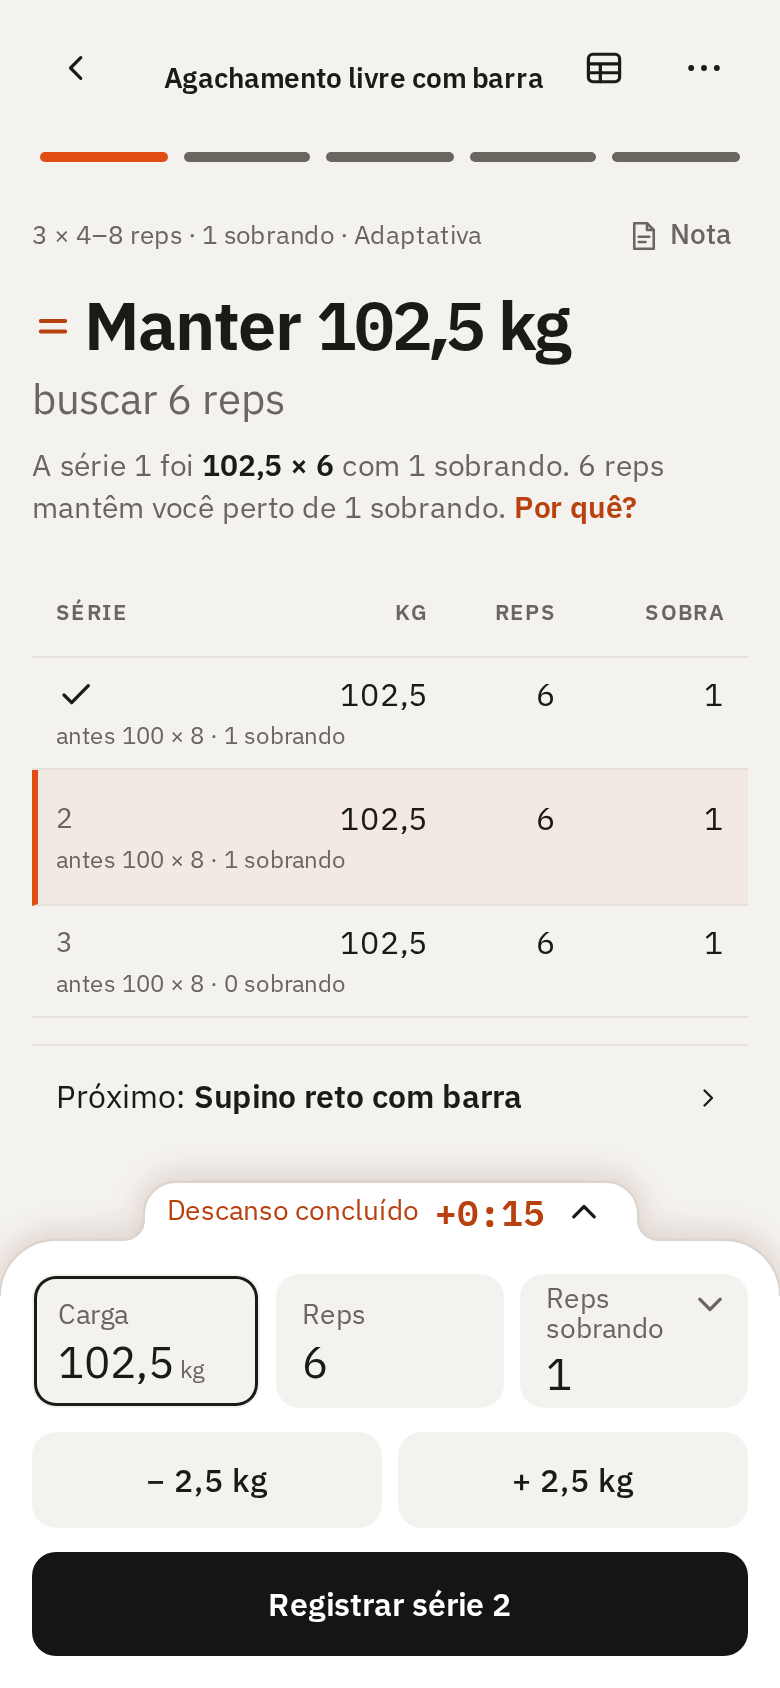 Agachamento livre com barra
3 × 4–8 reps · 1 sobrando · Adaptativa
Nota
= Manter 102,5 kg
buscar 6 reps
A série 1 foi 102,5 × 6 com 1 sobrando. 6 reps
mantêm você perto de 1 sobrando. Por quê?
SÉRIE KG REPS SOBRA
102,5 6 1
antes 100 × 8 · 1 sobrando
2 102,5 6 1
antes 100 × 8 · 1 sobrando
3 102,5 6 1
antes 100 × 8 · 0 sobrando
Próximo: Supino reto com barra
Descanso concluído +0:15
Carga
102,5 kg
Reps
6
Reps
sobrando
1
− 2,5 kg
+ 2,5 kg
Registrar série 2